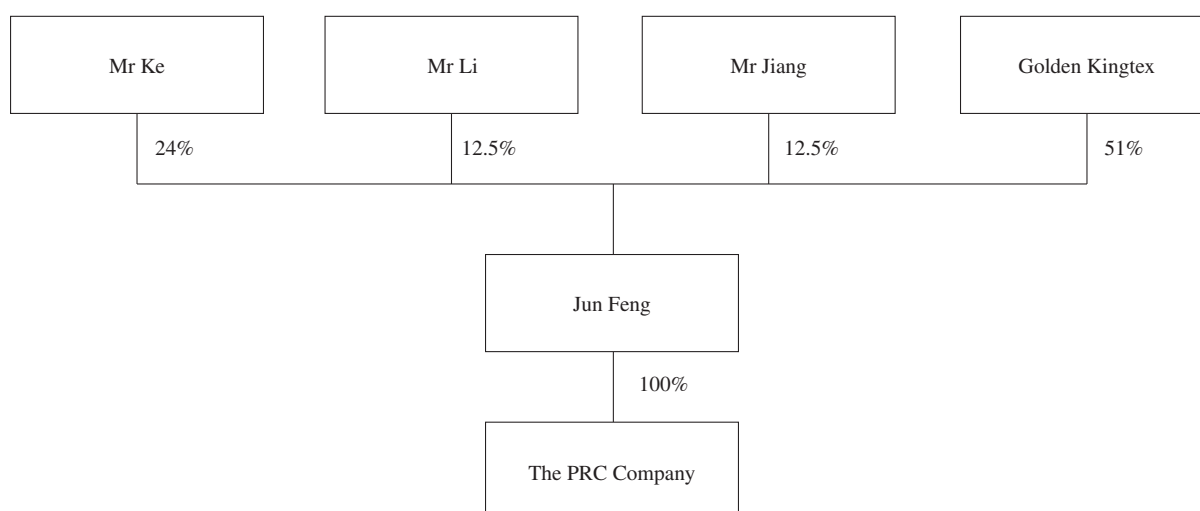 Mr Ke
Mr Li
Mr Jiang
Golden Kingtex
24%
12.5%
12.5%
51%
Jun Feng
100%
The PRC Company